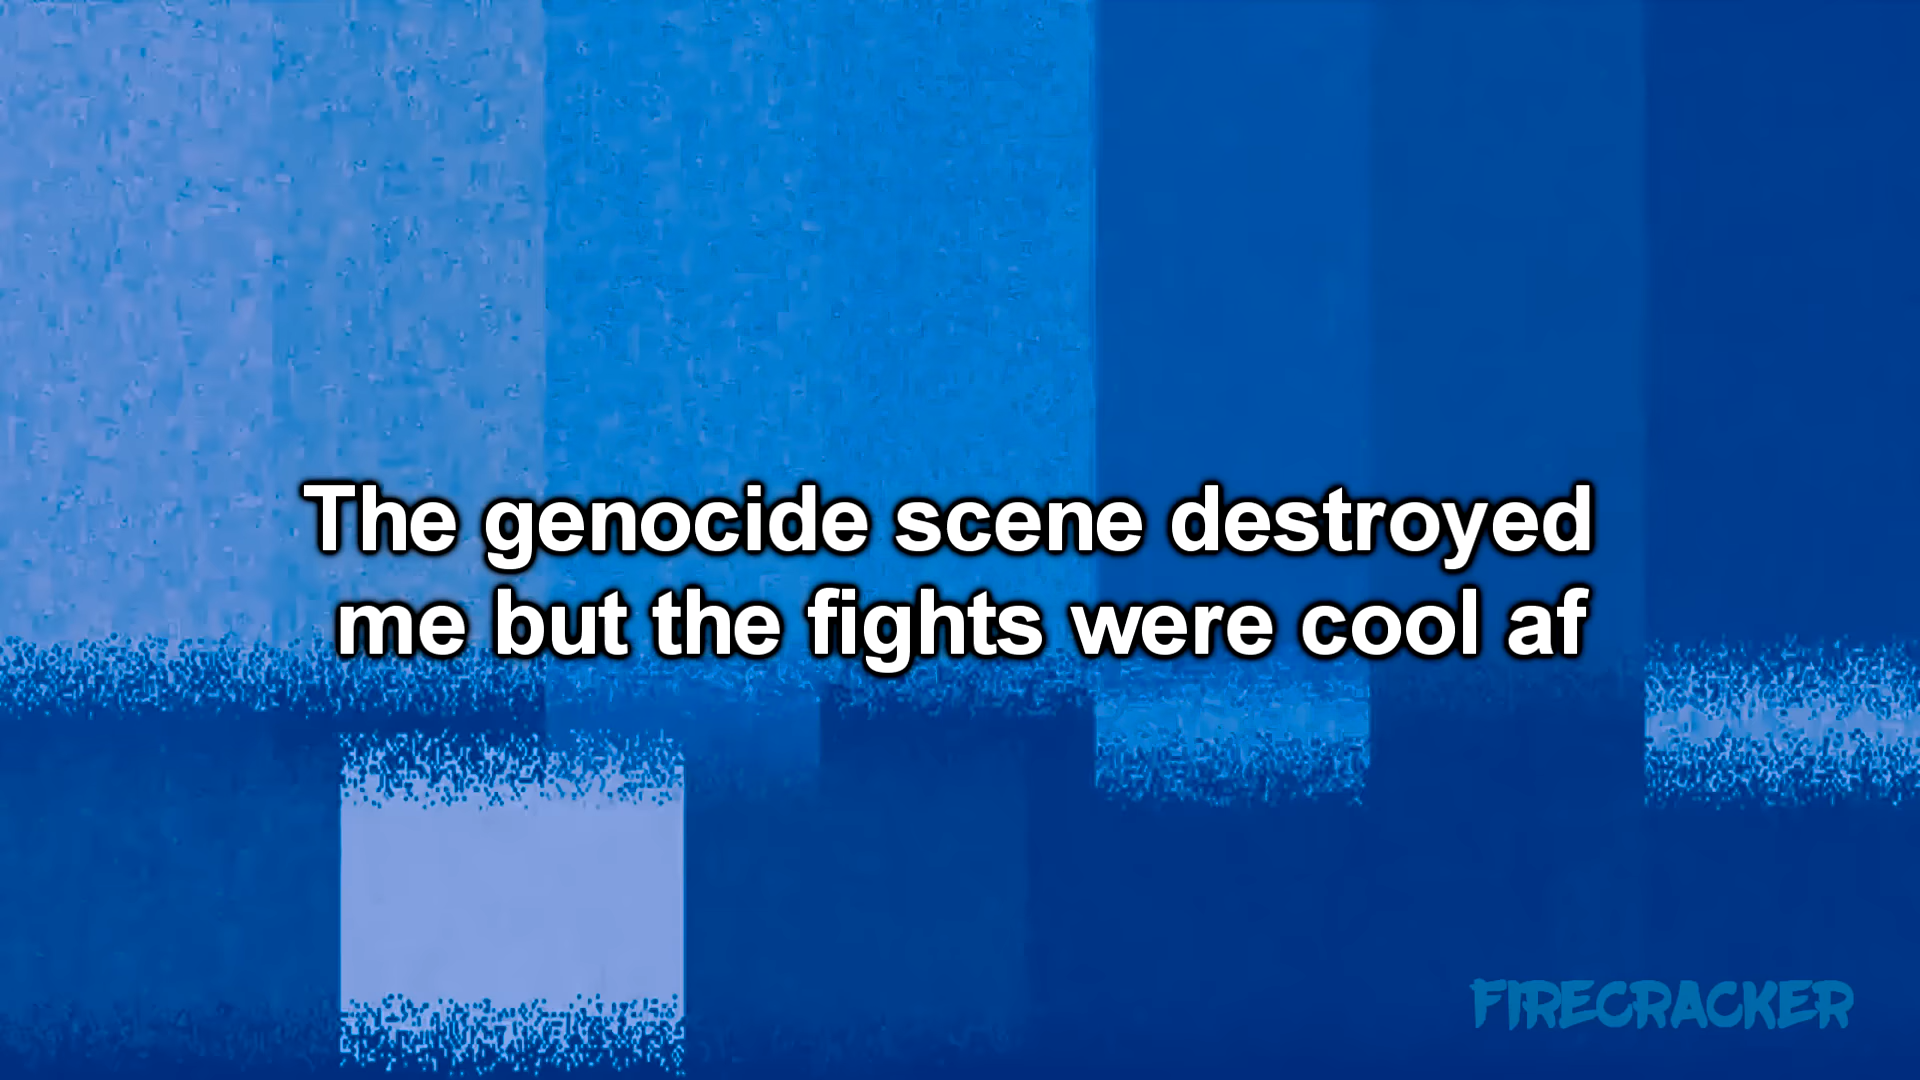 The genocide scene destroyed
me but the fights were cool af
FIRECRACKER